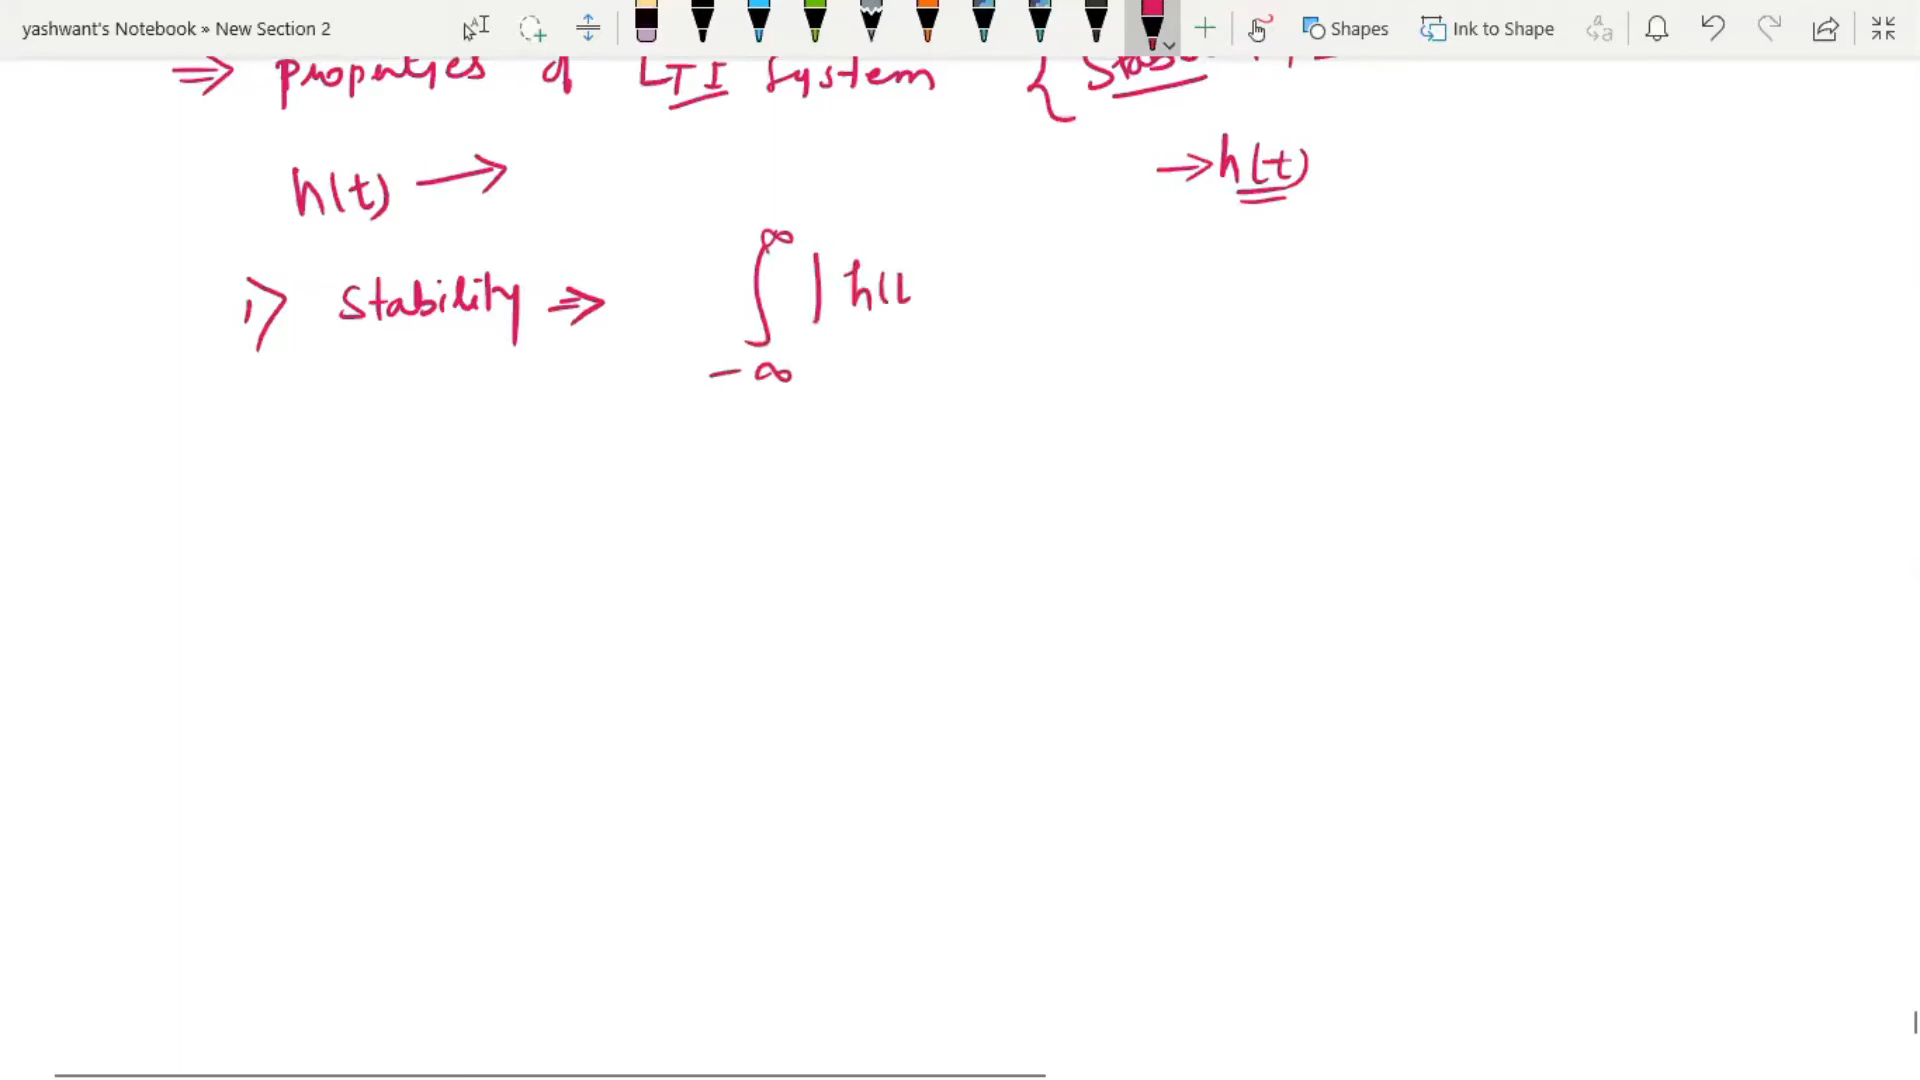 yashwant's Notebook » New Section 2
Shapes
Ink to Shape
⇒ Properties of LTI System {
h(t) →
→ h(t)
1> Stability ⇒ ∫
∞
-∞
| h(